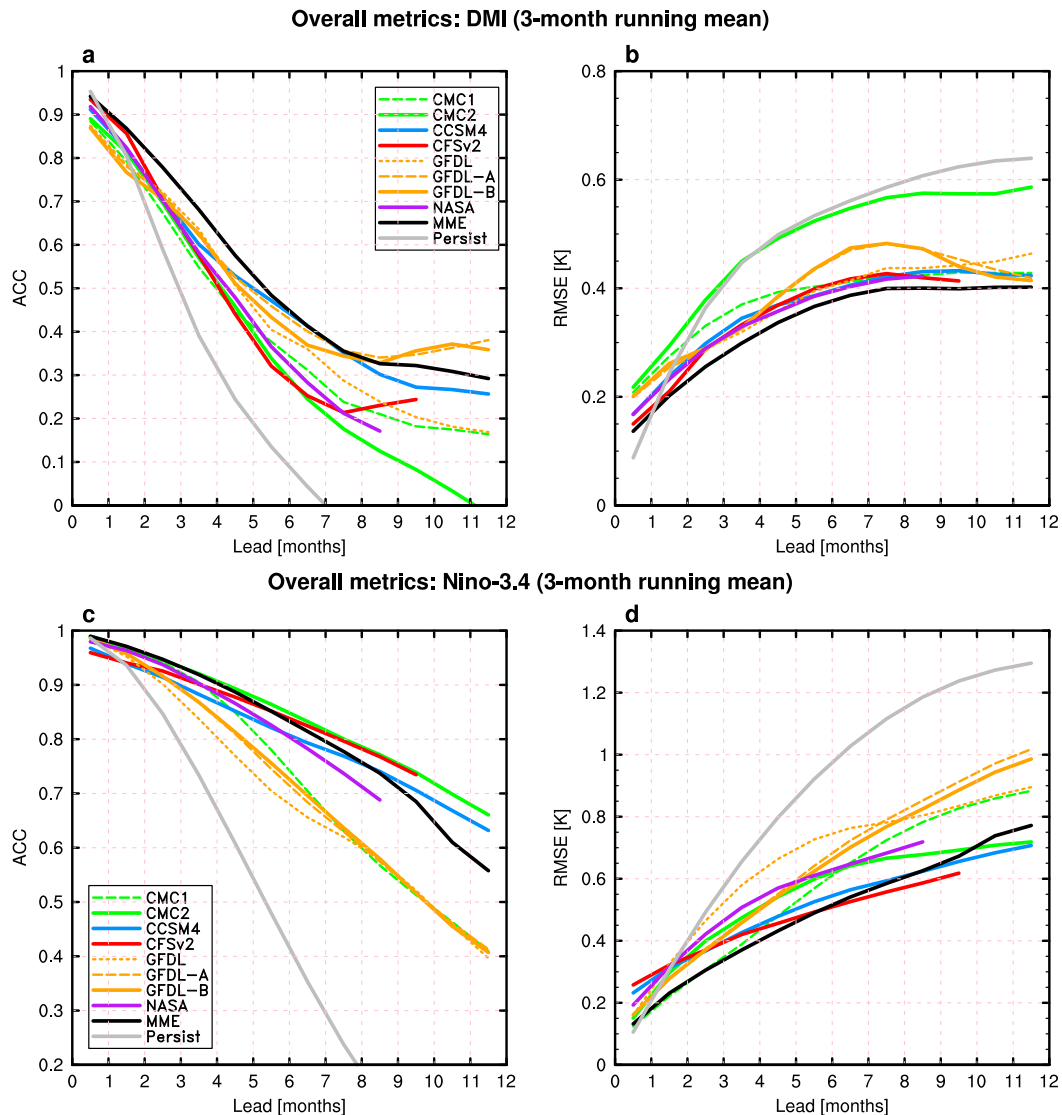 Overall metrics: DMI (3-month running mean)
a
b
1
0.9
0.8
0.7
0.6
0.5
0.4
0.3
0.2
0.1
0
ACC
CMC1
CMC2
CCSM4
CFSv2
GFDL
GFDL-A
GFDL-B
NASA
MME
Persist
0 1 2 3 4 5 6 7 8 9 10 11 12
Lead [months]
0.8
0.6
0.4
0.2
0
RMSE [K]
0 1 2 3 4 5 6 7 8 9 10 11 12
Lead [months]
Overall metrics: Nino-3.4 (3-month running mean)
c
d
1
0.9
0.8
0.7
0.6
0.5
0.4
0.3
0.2
ACC
CMC1
CMC2
CCSM4
CFSv2
GFDL
GFDL-A
GFDL-B
NASA
MME
Persist
0 1 2 3 4 5 6 7 8 9 10 11 12
Lead [months]
1.4
1.2
1
0.8
0.6
0.4
0.2
0
RMSE [K]
0 1 2 3 4 5 6 7 8 9 10 11 12
Lead [months]